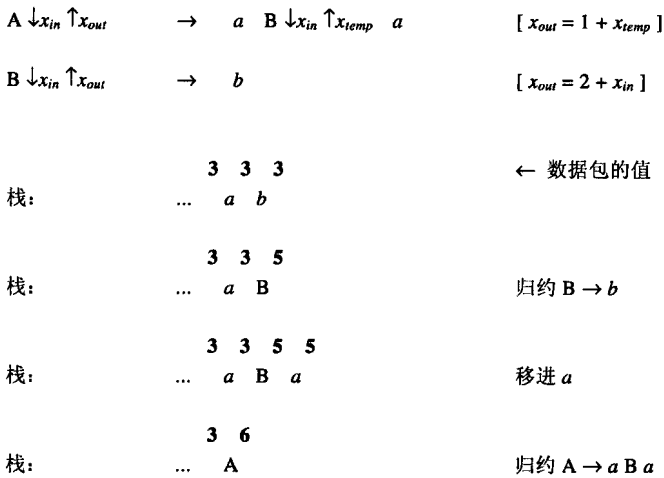 A ↓x_in ↑x_out → a B ↓x_in ↑x_temp a [ x_out = 1 + x_temp ]
B ↓x_in ↑x_out → b [ x_out = 2 + x_in ]
3 3 3 ← 数据包的值
栈： ... a b
3 3 5
栈： ... a B 归约 B → b
3 3 5 5
栈： ... a B a 移进 a
3 6
栈： ... A 归约 A → a B a